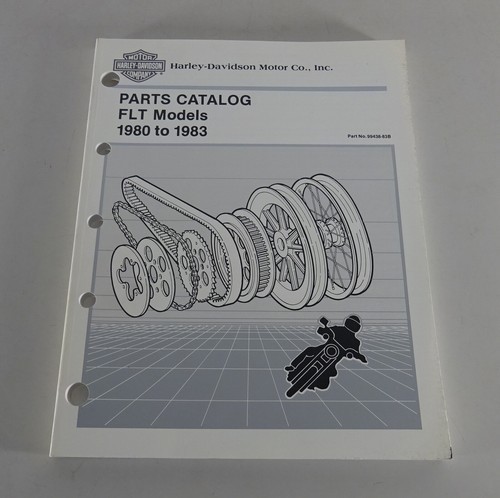 MOTOR
HARLEY-DAVIDSON
COMPANY
Harley-Davidson Motor Co., Inc.
PARTS CATALOG
FLT Models
1980 to 1983
Part No: 99438-83B